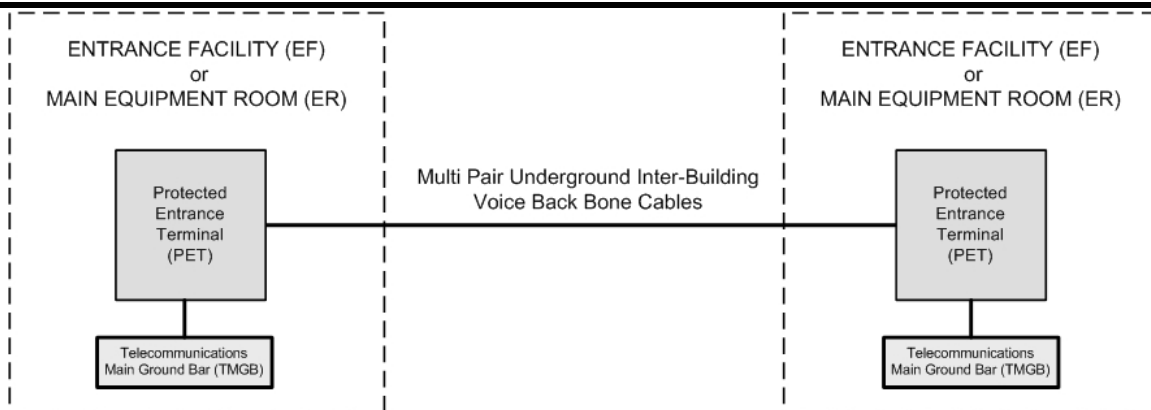 ENTRANCE FACILITY (EF)
or
MAIN EQUIPMENT ROOM (ER)
Protected
Entrance
Terminal
(PET)
Telecommunications
Main Ground Bar (TMGB)
Multi Pair Underground Inter-Building
Voice Back Bone Cables
ENTRANCE FACILITY (EF)
or
MAIN EQUIPMENT ROOM (ER)
Protected
Entrance
Terminal
(PET)
Telecommunications
Main Ground Bar (TMGB)